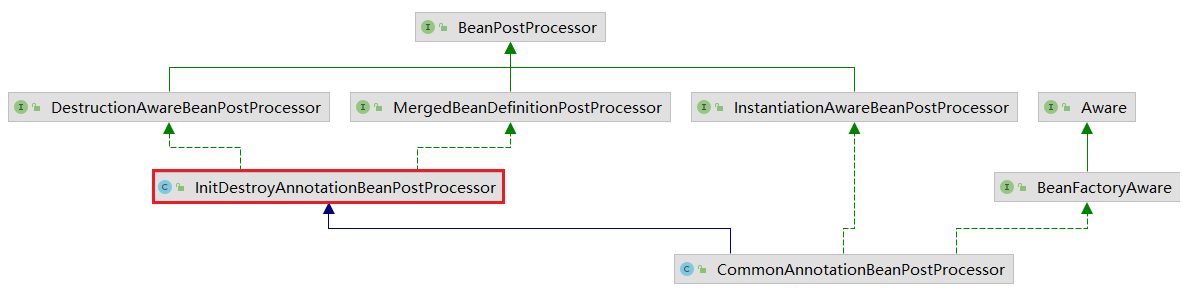 I BeanPostProcessor
I DestructionAwareBeanPostProcessor
I MergedBeanDefinitionPostProcessor
I InstantiationAwareBeanPostProcessor
I Aware
C InitDestroyAnnotationBeanPostProcessor
I BeanFactoryAware
C CommonAnnotationBeanPostProcessor